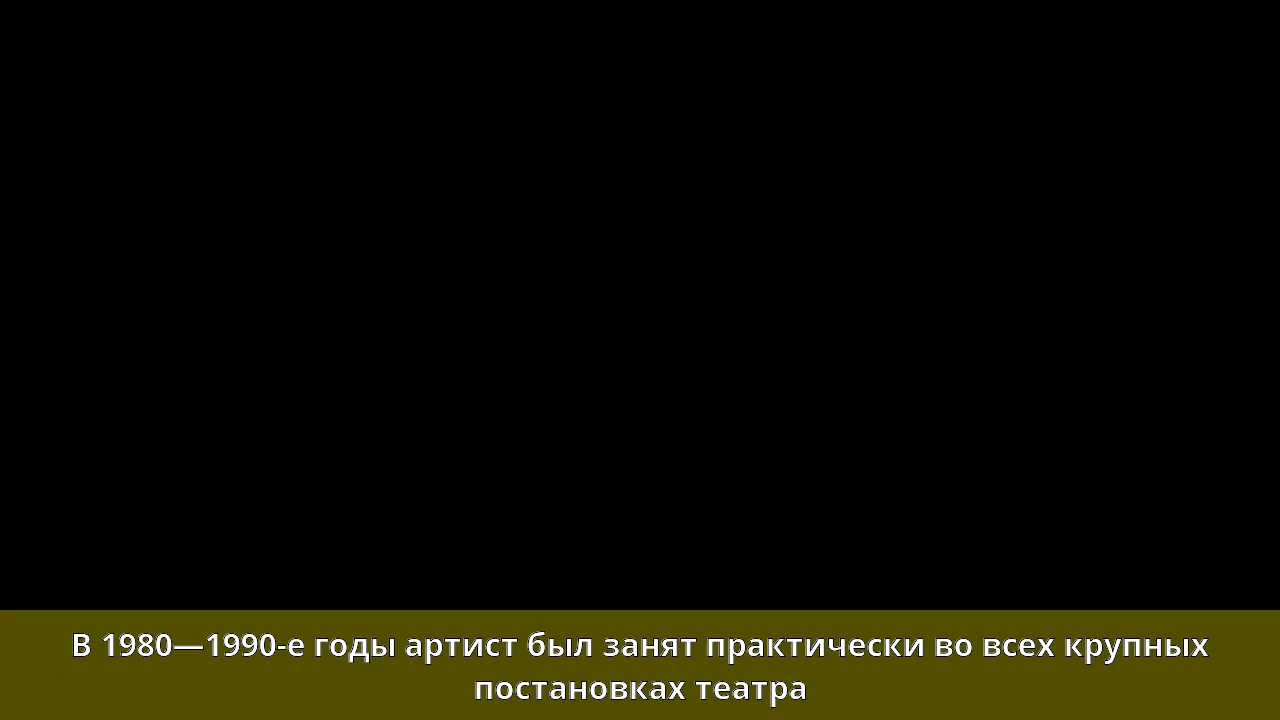 В 1980—1990-е годы артист был занят практически во всех крупных
постановках театра